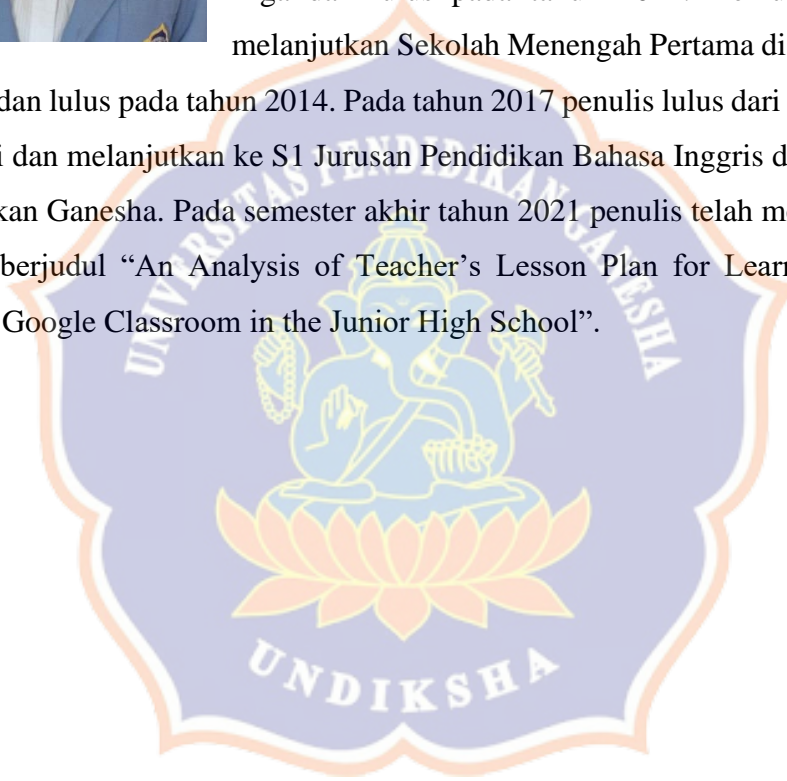 melanjutkan Sekolah Menengah Pertama di
dan lulus pada tahun 2014. Pada tahun 2017 penulis lulus dari
dan melanjutkan ke S1 Jurusan Pendidikan Bahasa Inggris
Ganesha. Pada semester akhir tahun 2021 penulis telah
berjudul “An Analysis of Teacher’s Lesson Plan for
Google Classroom in the Junior High School”.
UNIVERSITAS PENDIDIKAN GANESHA
UNDIKSHA